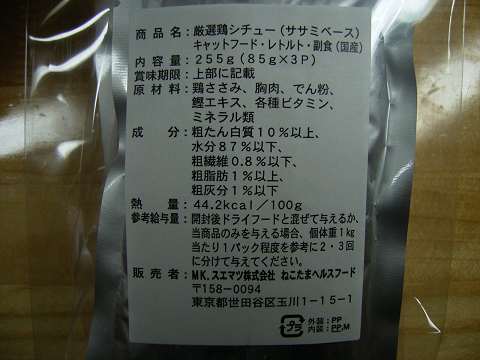 商品名：厳選鶏シチュー（ササミベース）
キャットフード・レトルト・副食（国産）
内容量：255g（85g×3P）
賞味期限：上部に記載
原材料：鶏ささみ、胸肉、でん粉、
鰹エキス、各種ビタミン、
ミネラル類
成分：粗たん白質10％以上、
水分87％以下、
粗繊維0.8％以下、
粗脂肪1％以上、
粗灰分1％以下
熱量：44.2kcal／100g
参考給与量：開封後ドライフードと混ぜて与えるか、
当商品のみを与える場合、個体重1kg
当たり1パック程度を参考に2・3回
に分けて与えてください。
販売者：MK.スエマツ株式会社 ねこたまヘルスフード
〒158-0094
東京都世田谷区玉川1-15-1
プラ
外装：PP
内装：PP,M